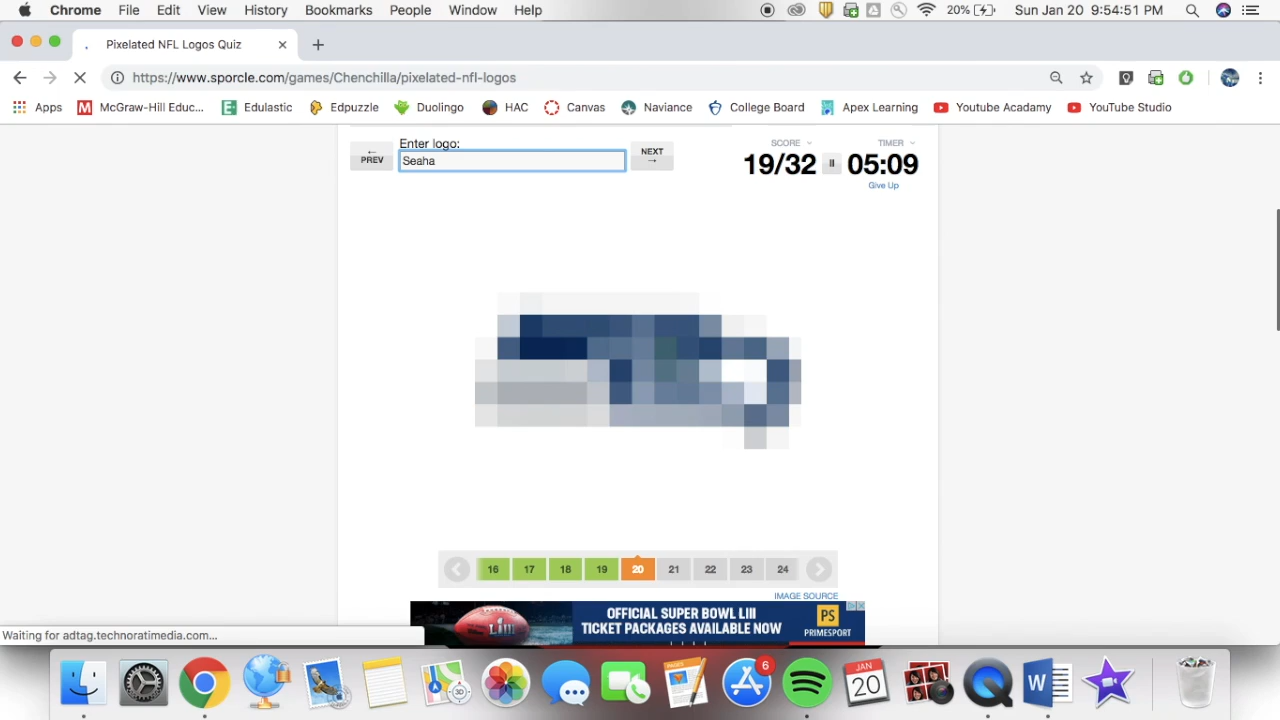 Chrome File Edit View History Bookmarks People Window Help 20% Sun Jan 20 9:54:51 PM
Pixelated NFL Logos Quiz
https://www.sporcle.com/games/Chenchilla/pixelated-nfl-logos
Apps McGraw-Hill Educ... Edulastic Edpuzzle Duolingo HAC Canvas Naviance College Board Apex Learning Youtube Acadamy YouTube Studio
Enter logo:
← PREV
Seaha
NEXT →
SCORE TIMER
19/32 05:09
Give Up
16 17 18 19 20 21 22 23 24
IMAGE SOURCE
LIII
OFFICIAL SUPER BOWL LIII
TICKET PACKAGES AVAILABLE NOW
PS
PRIMESPORT
Waiting for adtag.technoratimedia.com...
PAGES
6
JAN
20
W
3D